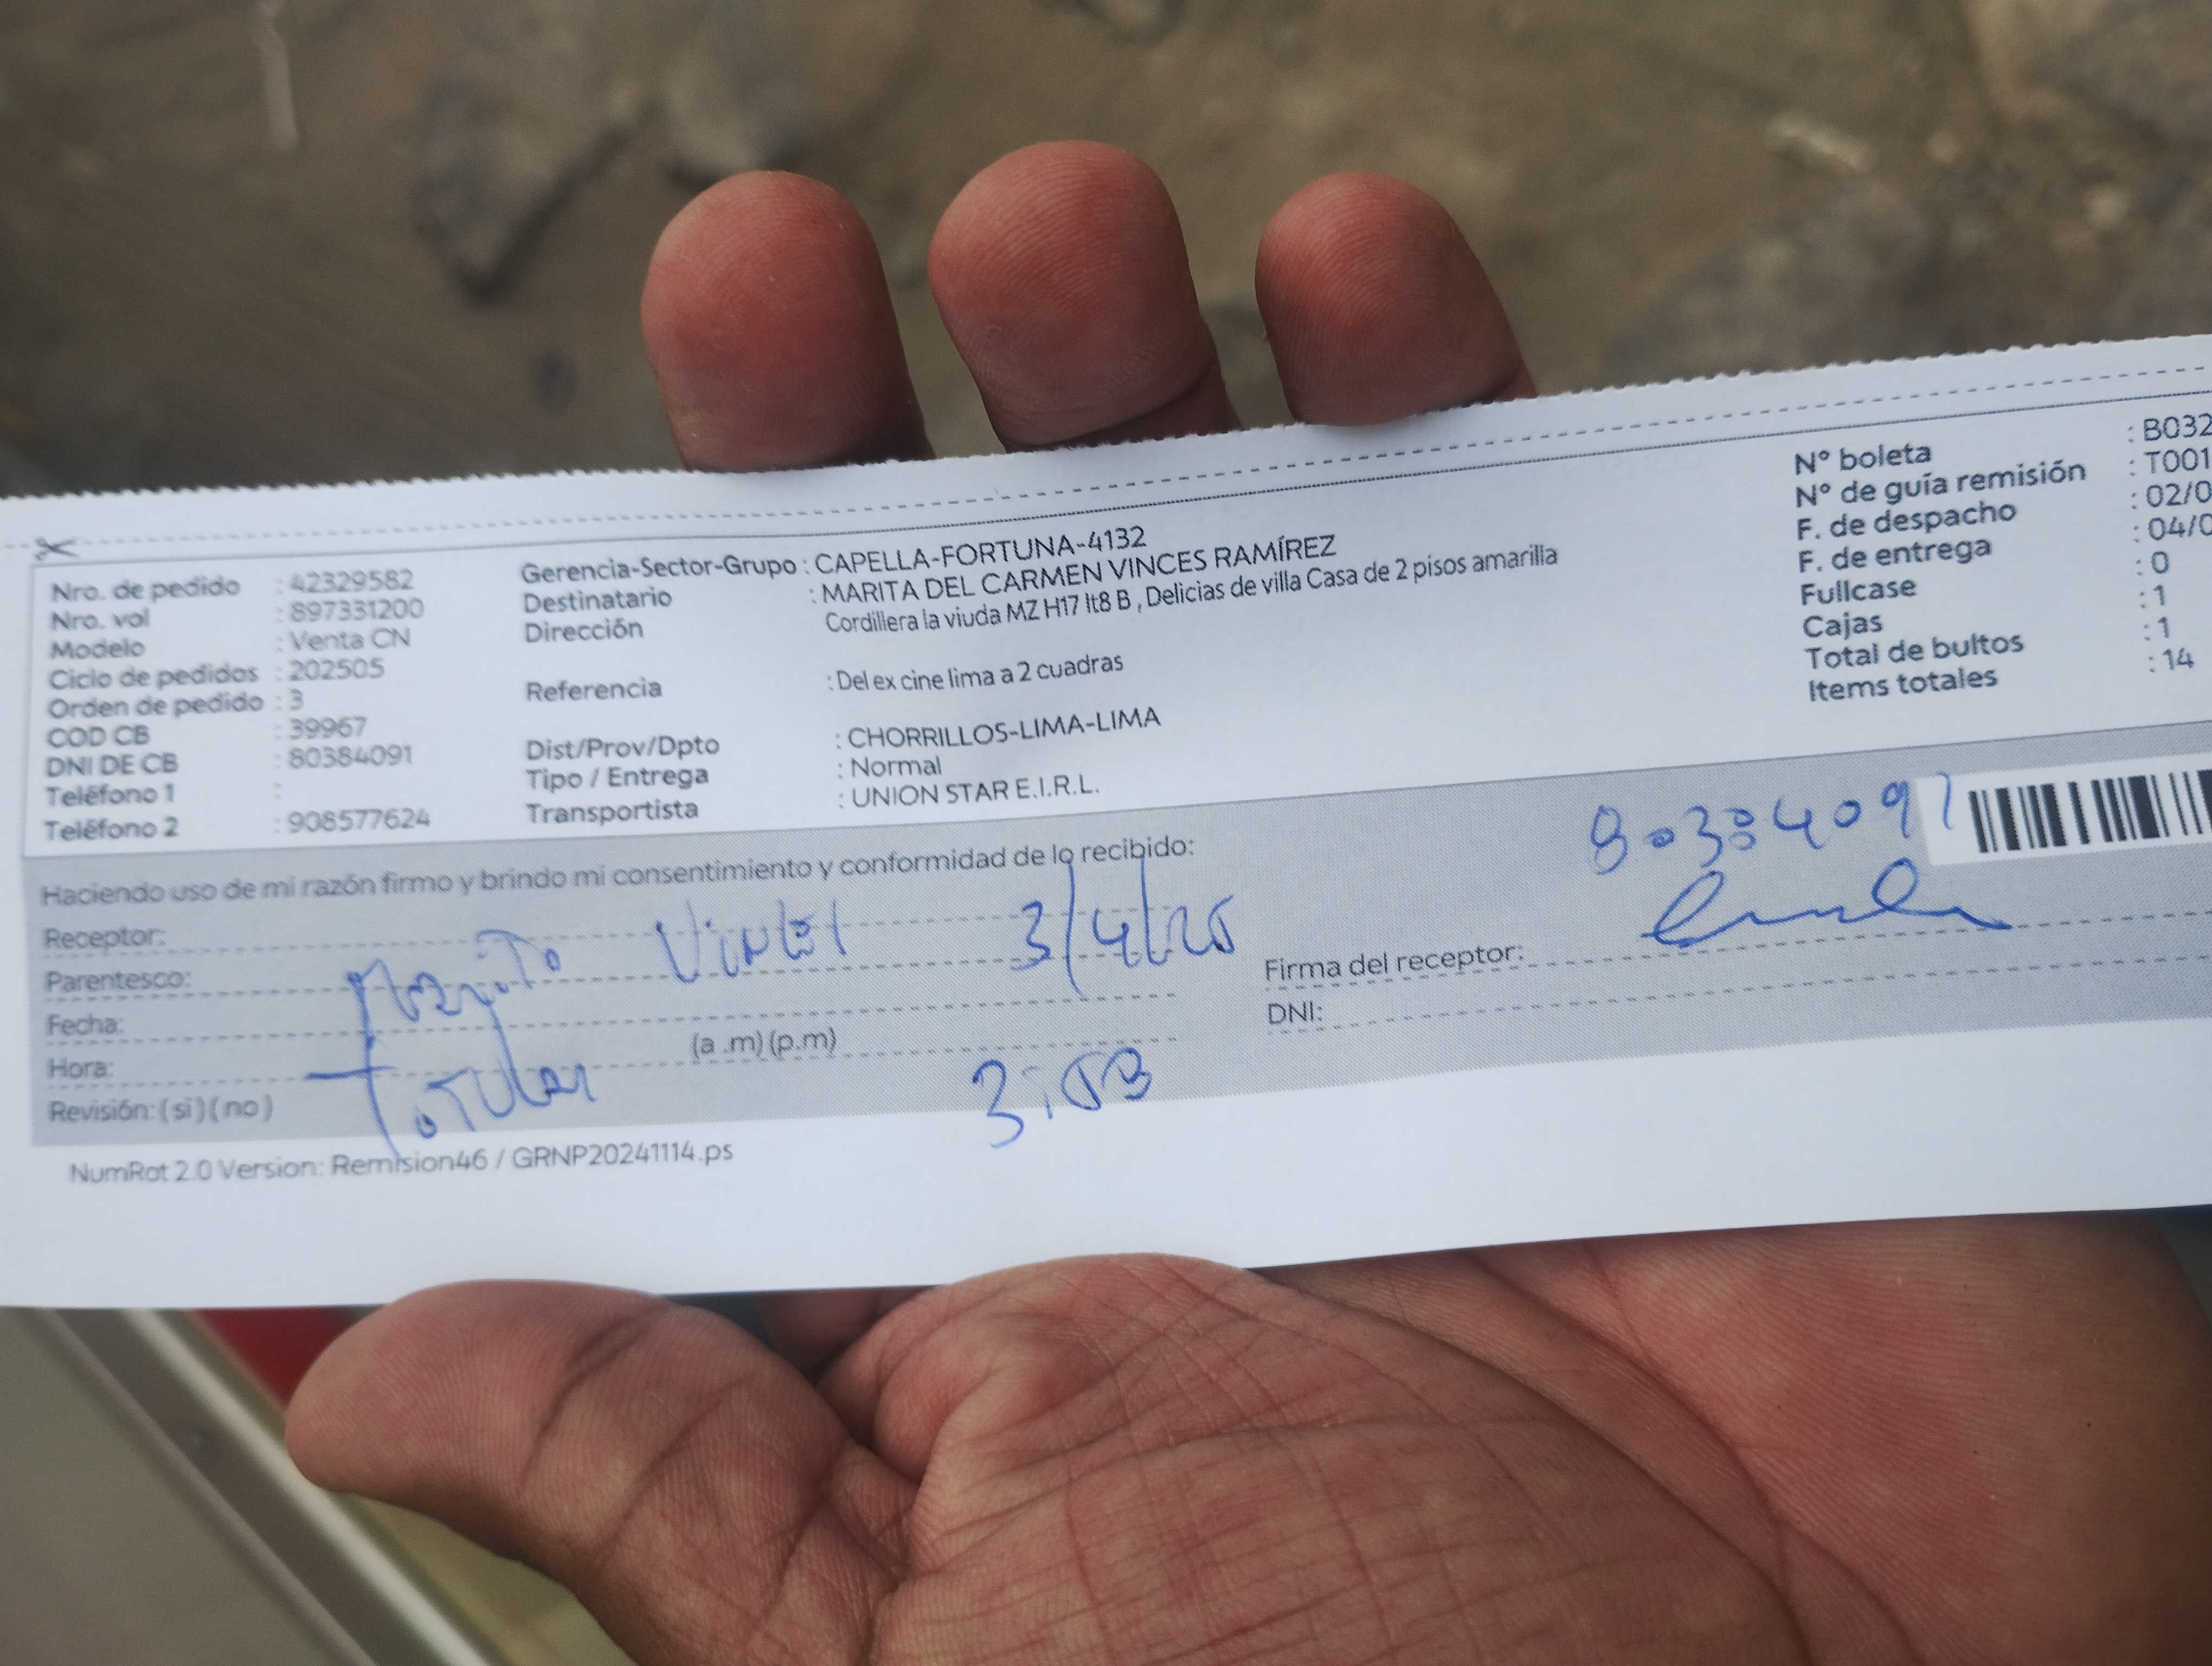 Nro. de pedido : 42329582
Nro. vol : 897331200
Modelo : Venta CN
Ciclo de pedidos : 202505
Orden de pedido : 3
COD CB : 39967
DNI DE CB : 80384091
Teléfono 1 :
Teléfono 2 : 908577624
Gerencia-Sector-Grupo : CAPELLA-FORTUNA-4132
Destinatario : MARITA DEL CARMEN VINCES RAMÍREZ
Dirección Cordillera la viuda MZ H17 lt8 B , Delicias de villa Casa de 2 pisos amarilla
Referencia : Del ex cine lima a 2 cuadras
Dist/Prov/Dpto : CHORRILLOS-LIMA-LIMA
Tipo / Entrega : Normal
Transportista : UNION STAR E.I.R.L.
N° boleta : B032
N° de guía remisión : T001
F. de despacho : 02/0
F. de entrega : 04/0
Fullcase : 0
Cajas : 1
Total de bultos : 1
Items totales : 14
Haciendo uso de mi razón firmo y brindo mi consentimiento y conformidad de lo recibido:
Receptor:
Parentesco:
Fecha:
Hora: (a .m) (p.m)
Revisión: ( si ) ( no )
3/4/25
80384091
Firma del receptor:
DNI:
NumRot 2.0 Version: Remision46 / GRNP20241114.ps